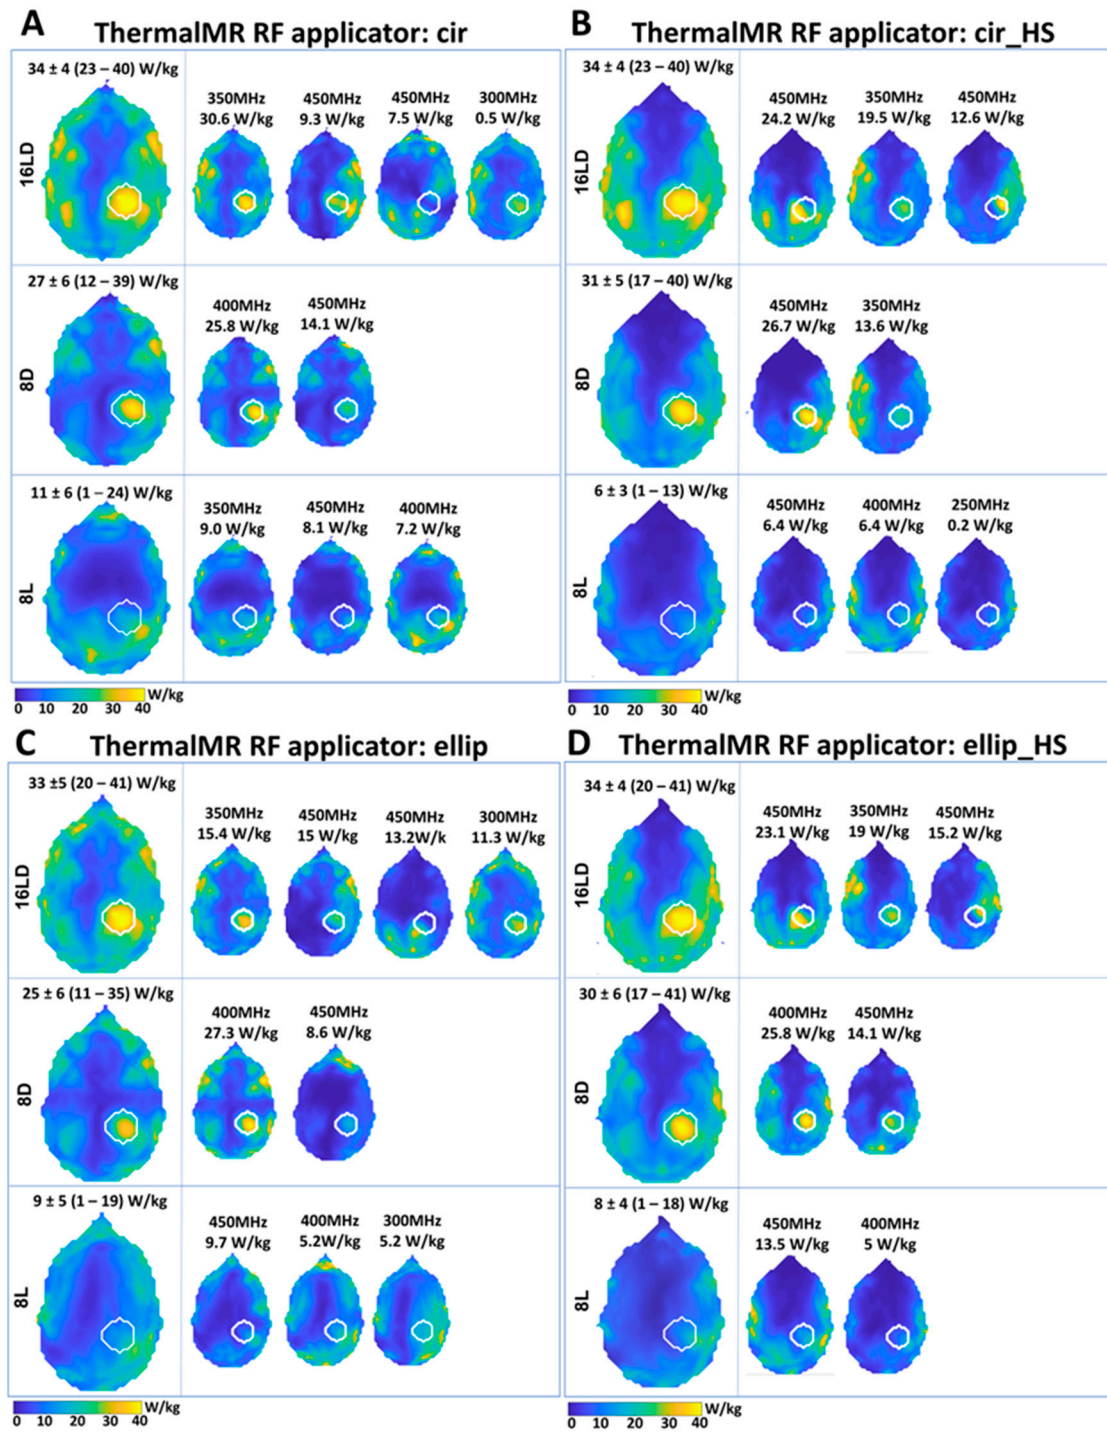 A ThermalMR RF applicator: cir
34 ± 4 (23 – 40) W/kg
16LD
350MHz 450MHz 450MHz 300MHz
30.6 W/kg 9.3 W/kg 7.5 W/kg 0.5 W/kg
27 ± 6 (12 – 39) W/kg
8D
400MHz 450MHz
25.8 W/kg 14.1 W/kg
11 ± 6 (1 – 24) W/kg
8L
350MHz 450MHz 400MHz
9.0 W/kg 8.1 W/kg 7.2 W/kg
W/kg
0 10 20 30 40
B ThermalMR RF applicator: cir_HS
34 ± 4 (23 – 40) W/kg
16LD
450MHz 350MHz 450MHz
24.2 W/kg 19.5 W/kg 12.6 W/kg
31 ± 5 (17 – 40) W/kg
8D
450MHz 350MHz
26.7 W/kg 13.6 W/kg
6 ± 3 (1 – 13) W/kg
8L
450MHz 400MHz 250MHz
6.4 W/kg 6.4 W/kg 0.2 W/kg
W/kg
0 10 20 30 40
C ThermalMR RF applicator: ellip
33 ±5 (20 – 41) W/kg
16LD
350MHz 450MHz 450MHz 300MHz
15.4 W/kg 15 W/kg 13.2W/k 11.3 W/kg
25 ± 6 (11 – 35) W/kg
8D
400MHz 450MHz
27.3 W/kg 8.6 W/kg
9 ± 5 (1 – 19) W/kg
8L
450MHz 400MHz 300MHz
9.7 W/kg 5.2W/kg 5.2 W/kg
W/kg
0 10 20 30 40
D ThermalMR RF applicator: ellip_HS
34 ± 4 (20 – 41) W/kg
16LD
450MHz 350MHz 450MHz
23.1 W/kg 19 W/kg 15.2 W/kg
30 ± 6 (17 – 41) W/kg
8D
400MHz 450MHz
25.8 W/kg 14.1 W/kg
8 ± 4 (1 – 18) W/kg
8L
450MHz 400MHz
13.5 W/kg 5 W/kg
W/kg
0 10 20 30 40